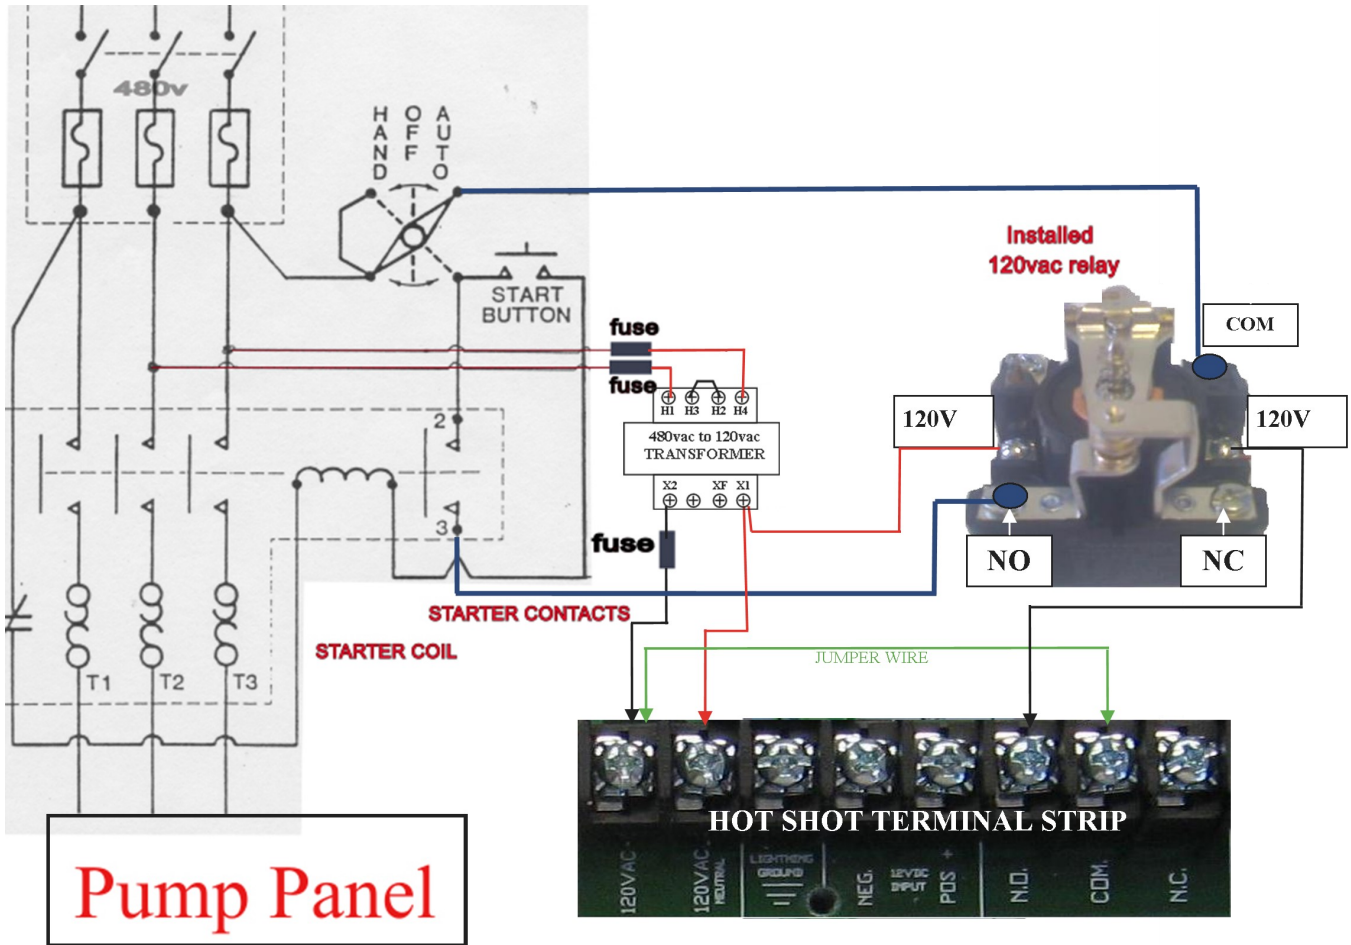 480v
HAND
OFF
AUTO
Installed
120vac relay
START
BUTTON
COM
fuse
fuse
H1 H3 H2 H4
120V
120V
2
480vac to 120vac
TRANSFORMER
X2 XF X1
3
fuse
NO
NC
STARTER CONTACTS
STARTER COIL
JUMPER WIRE
T1 T2 T3
HOT SHOT TERMINAL STRIP
120VAC
120VAC
NEUTRAL
LIGHTNING
GROUND
NEG.
12VDC
INPUT
POS +
N.O.
COM.
N.C.
Pump Panel